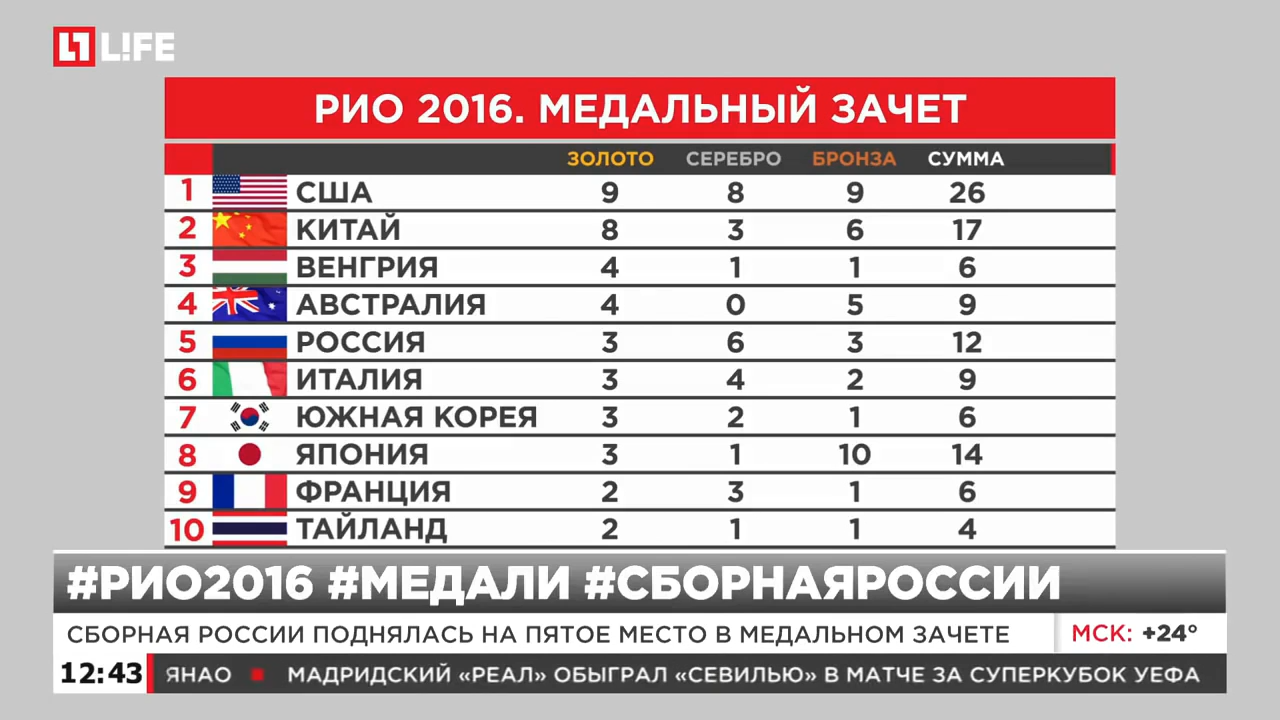 L!FE
РИО 2016. МЕДАЛЬНЫЙ ЗАЧЕТ
ЗОЛОТО СЕРЕБРО БРОНЗА СУММА
1 США 9 8 9 26
2 КИТАЙ 8 3 6 17
3 ВЕНГРИЯ 4 1 1 6
4 АВСТРАЛИЯ 4 0 5 9
5 РОССИЯ 3 6 3 12
6 ИТАЛИЯ 3 4 2 9
7 ЮЖНАЯ КОРЕЯ 3 2 1 6
8 ЯПОНИЯ 3 1 10 14
9 ФРАНЦИЯ 2 3 1 6
10 ТАЙЛАНД 2 1 1 4
#РИО2016 #МЕДАЛИ #СБОРНАЯРОССИИ
СБОРНАЯ РОССИИ ПОДНЯЛАСЬ НА ПЯТОЕ МЕСТО В МЕДАЛЬНОМ ЗАЧЕТЕ МСК: +24°
12:43 ЯНАО МАДРИДСКИЙ «РЕАЛ» ОБЫГРАЛ «СЕВИЛЬЮ» В МАТЧЕ ЗА СУПЕРКУБОК УЕФА